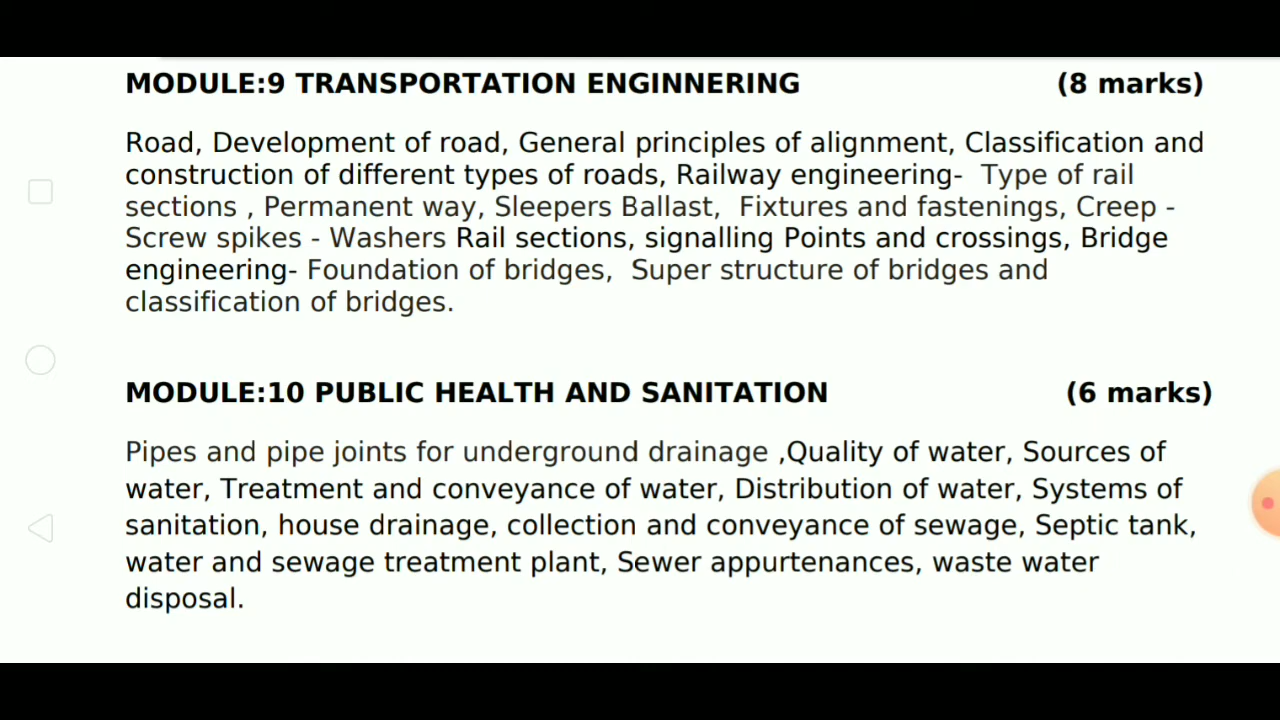 MODULE:9 TRANSPORTATION ENGINNERING (8 marks)
Road, Development of road, General principles of alignment, Classification and
construction of different types of roads, Railway engineering- Type of rail
sections , Permanent way, Sleepers Ballast, Fixtures and fastenings, Creep -
Screw spikes - Washers Rail sections, signalling Points and crossings, Bridge
engineering- Foundation of bridges, Super structure of bridges and
classification of bridges.
MODULE:10 PUBLIC HEALTH AND SANITATION (6 marks)
Pipes and pipe joints for underground drainage ,Quality of water, Sources of
water, Treatment and conveyance of water, Distribution of water, Systems of
sanitation, house drainage, collection and conveyance of sewage, Septic tank,
water and sewage treatment plant, Sewer appurtenances, waste water
disposal.